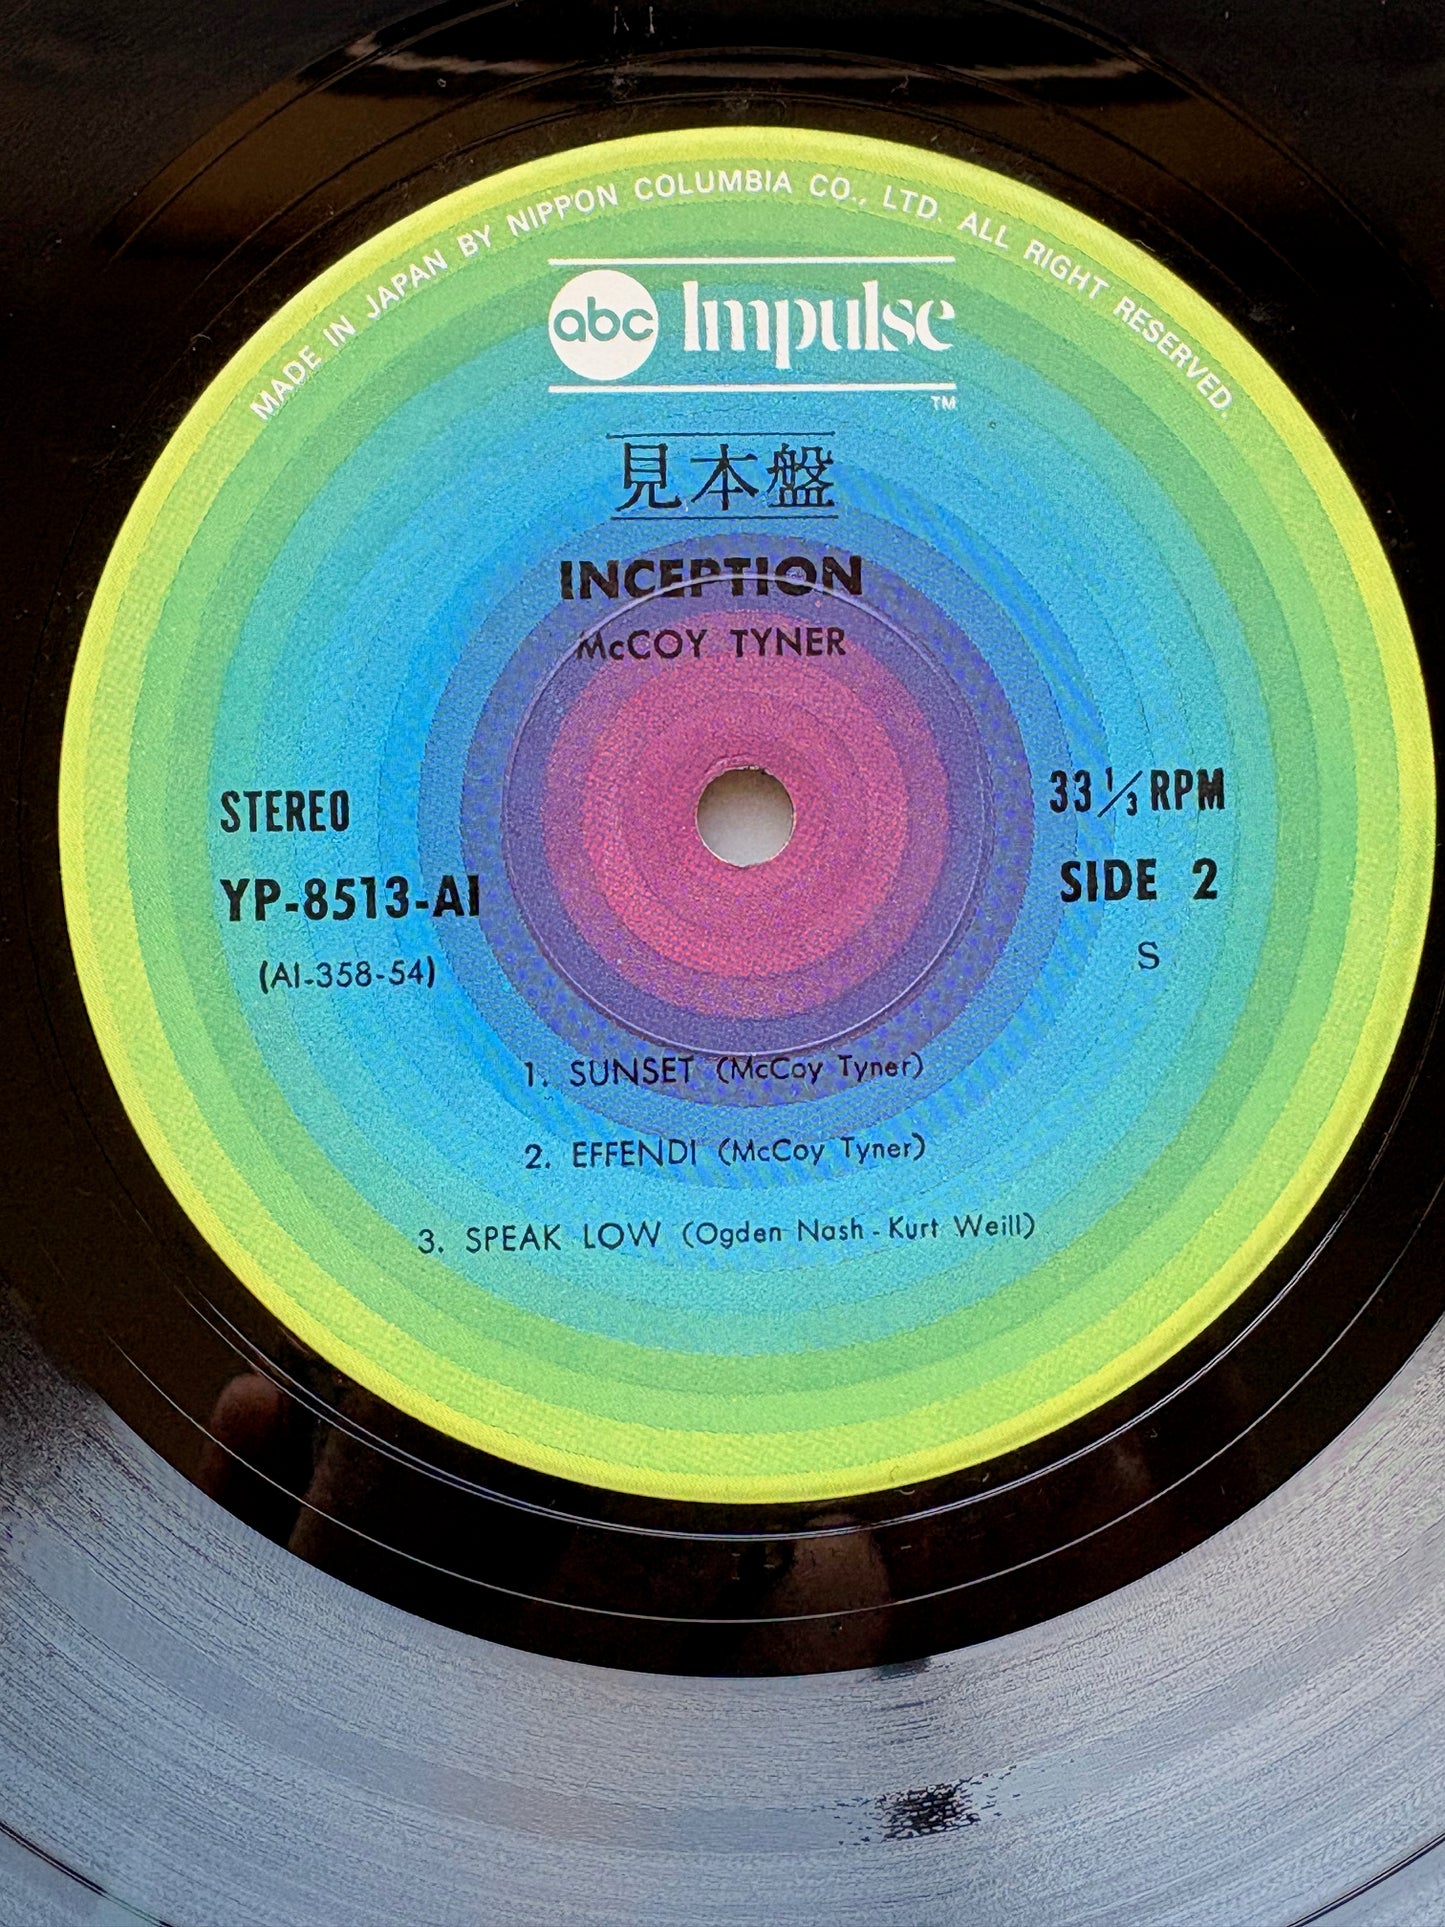 MADE IN JAPAN BY NIPPON COLUMBIA CO., LTD. ALL RIGHT RESERVED.
abc Impulse
TM
見本盤
INCEPTION
McCOY TYNER
STEREO
33 1/3 RPM
YP-8513-AI
SIDE 2
(AI-358-54)
S
1. SUNSET (McCoy Tyner)
2. EFFENDI (McCoy Tyner)
3. SPEAK LOW (Ogden Nash - Kurt Weill)